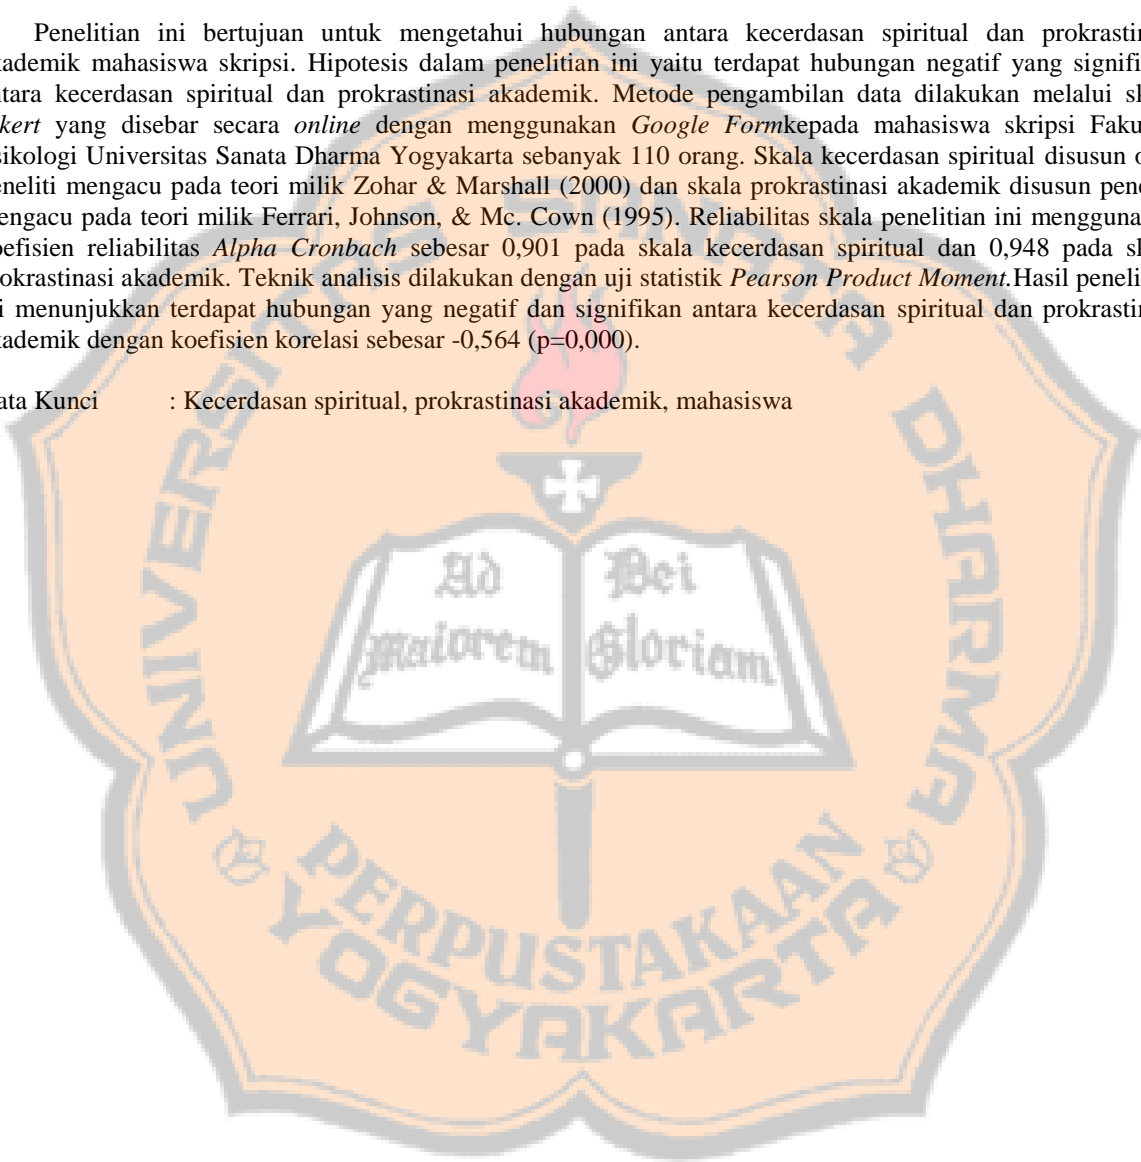 Penelitian ini bertujuan untuk mengetahui hubungan antara kecerdasan spiritual dan prokrastin
kademik mahasiswa skripsi. Hipotesis dalam penelitian ini yaitu terdapat hubungan negatif yang signifi
ntara kecerdasan spiritual dan prokrastinasi akademik. Metode pengambilan data dilakukan melalui sk
kert yang disebar secara online dengan menggunakan Google Formkepada mahasiswa skripsi Faku
sikologi Universitas Sanata Dharma Yogyakarta sebanyak 110 orang. Skala kecerdasan spiritual disusun o
eneliti mengacu pada teori milik Zohar & Marshall (2000) dan skala prokrastinasi akademik disusun pene
engacu pada teori milik Ferrari, Johnson, & Mc. Cown (1995). Reliabilitas skala penelitian ini mengguna
oefisien reliabilitas Alpha Cronbach sebesar 0,901 pada skala kecerdasan spiritual dan 0,948 pada sk
rokrastinasi akademik. Teknik analisis dilakukan dengan uji statistik Pearson Product Moment.Hasil peneli
i menunjukkan terdapat hubungan yang negatif dan signifikan antara kecerdasan spiritual dan prokrastin
kademik dengan koefisien korelasi sebesar -0,564 (p=0,000).
ata Kunci : Kecerdasan spiritual, prokrastinasi akademik, mahasiswa
UNIVERSITAS SANATA DHARMA
Ad Dei
maiorem Gloriam
PERPUSTAKAAN
YOGYAKARTA